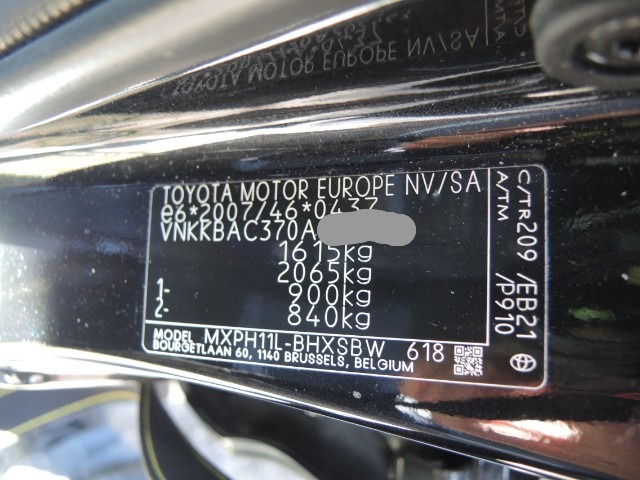 TOYOTA MOTOR EUROPE NV/SA
e6*2007/46*0437
VNKKBAC370A
1615kg
2065kg
1- 900kg
2- 840kg
MODEL MXPH11L-BHXSBW 618
BOURGETLAAN 60, 1140 BRUSSELS, BELGIUM
C/TR209 /EB21
A/TM /P910
TOYOTA MOTOR EUROPE NV/SA